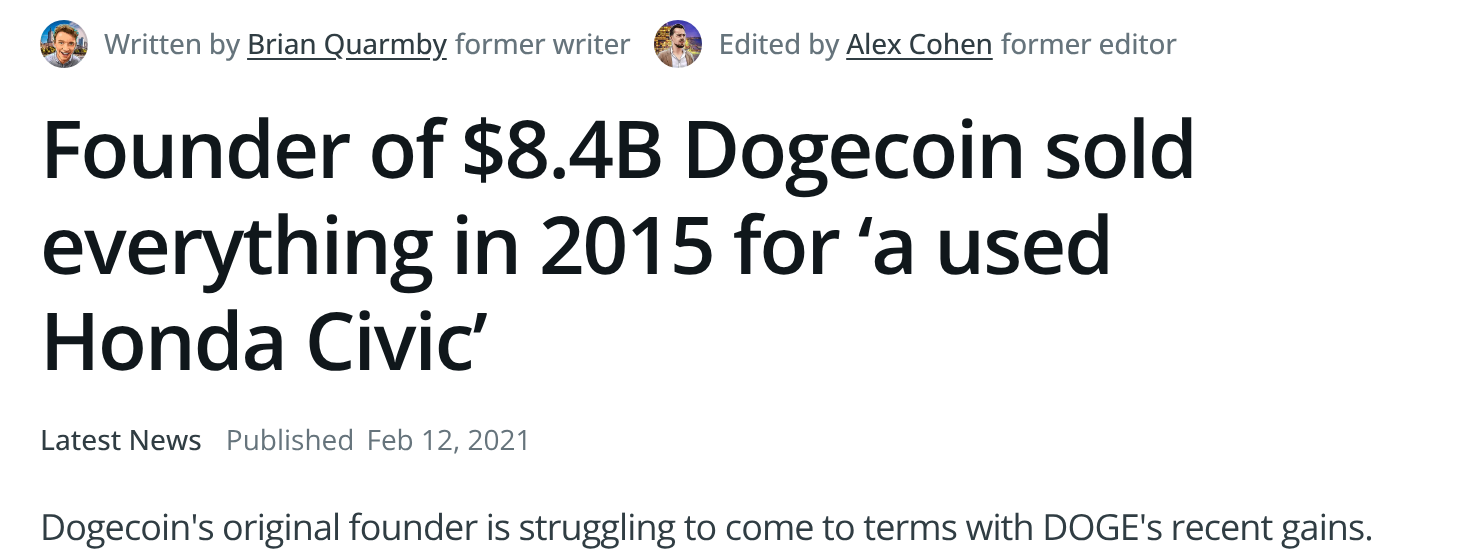 Written by Brian Quarmby former writer Edited by Alex Cohen former editor
Founder of $8.4B Dogecoin sold
everything in 2015 for ‘a used
Honda Civic’
Latest News Published Feb 12, 2021
Dogecoin's original founder is struggling to come to terms with DOGE's recent gains.